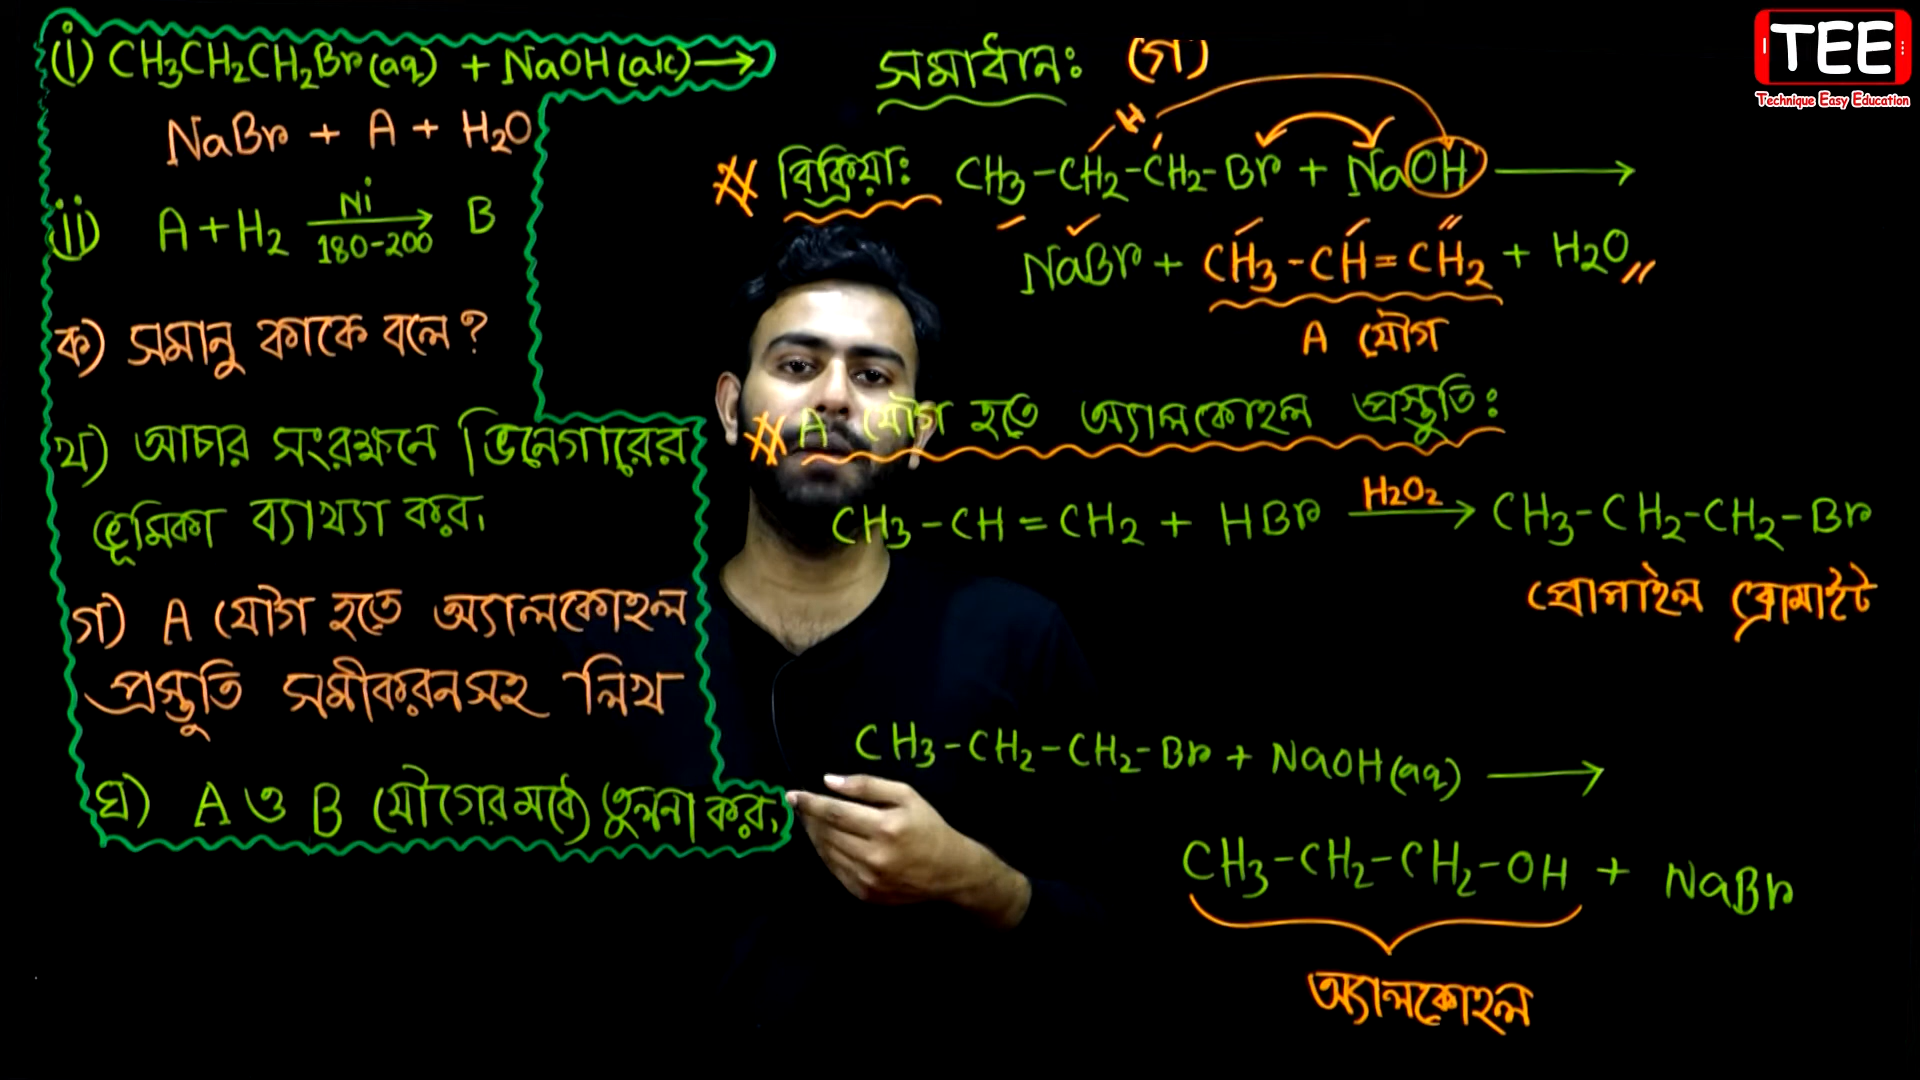 (i) CH₃CH₂CH₂Br(aq) + NaOH(alc) →
NaBr + A + H₂O
(ii) A + H₂ Ni → 180-200 B
ক) সমানু কাকে বলে?
খ) আচার সংরক্ষনে ভিনেগারের
ভূমিকা ব্যাখ্যা কর।
গ) A যৌগ হতে অ্যালকোহল
প্রস্তুতি সমীকরনসহ লিখ
ঘ) A ও B যৌগের মধ্যে তুলনা কর।
সমাধান: (গ)
H
# বিক্রিয়া: CH₃-CH₂-CH₂-Br + NaOH →
NaBr + CH₃-CH=CH₂ + H₂O
A যৌগ
# A যৌগ হতে অ্যালকোহল প্রস্তুতি:
CH₃-CH=CH₂ + HBr H₂O₂ → CH₃-CH₂-CH₂-Br
প্রোপাইল ব্রোমাইট
CH₃-CH₂-CH₂-Br + NaOH(aq) →
CH₃-CH₂-CH₂-OH + NaBr
অ্যালকোহল
TEE
Technique Easy Education